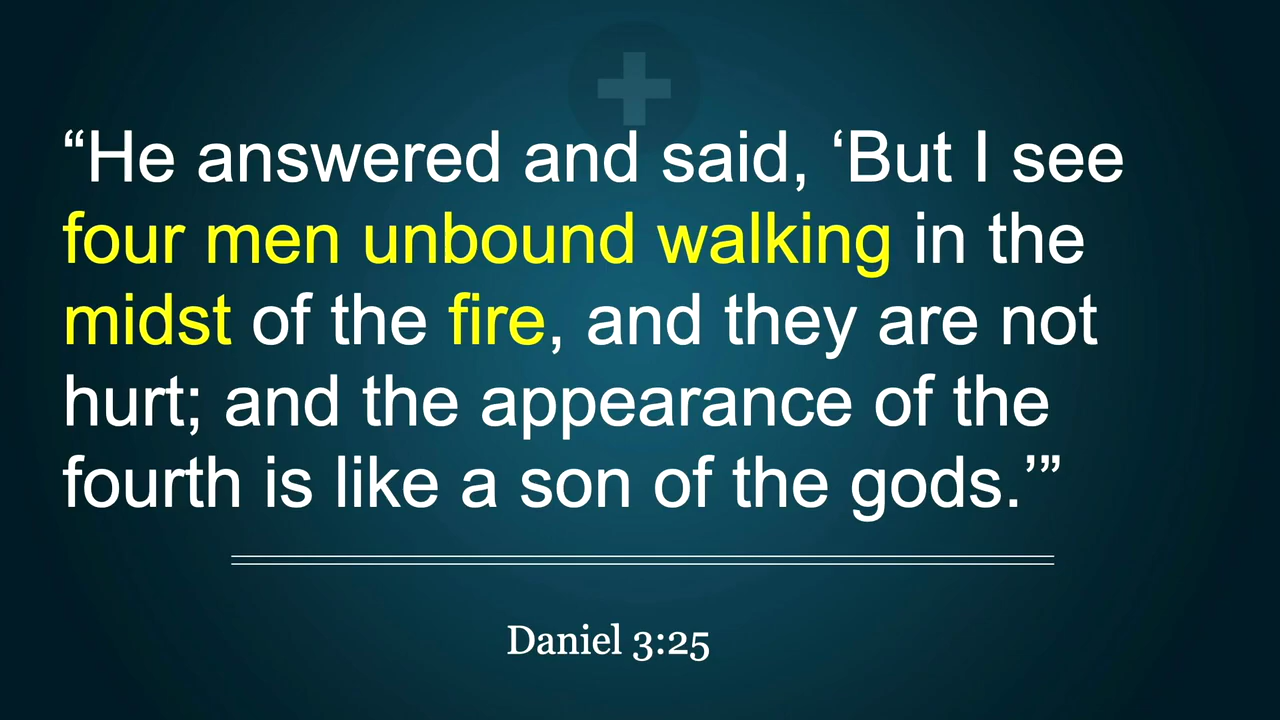 “He answered and said, ‘But I see
four men unbound walking in the
midst of the fire, and they are not
hurt; and the appearance of the
fourth is like a son of the gods.’”
Daniel 3:25